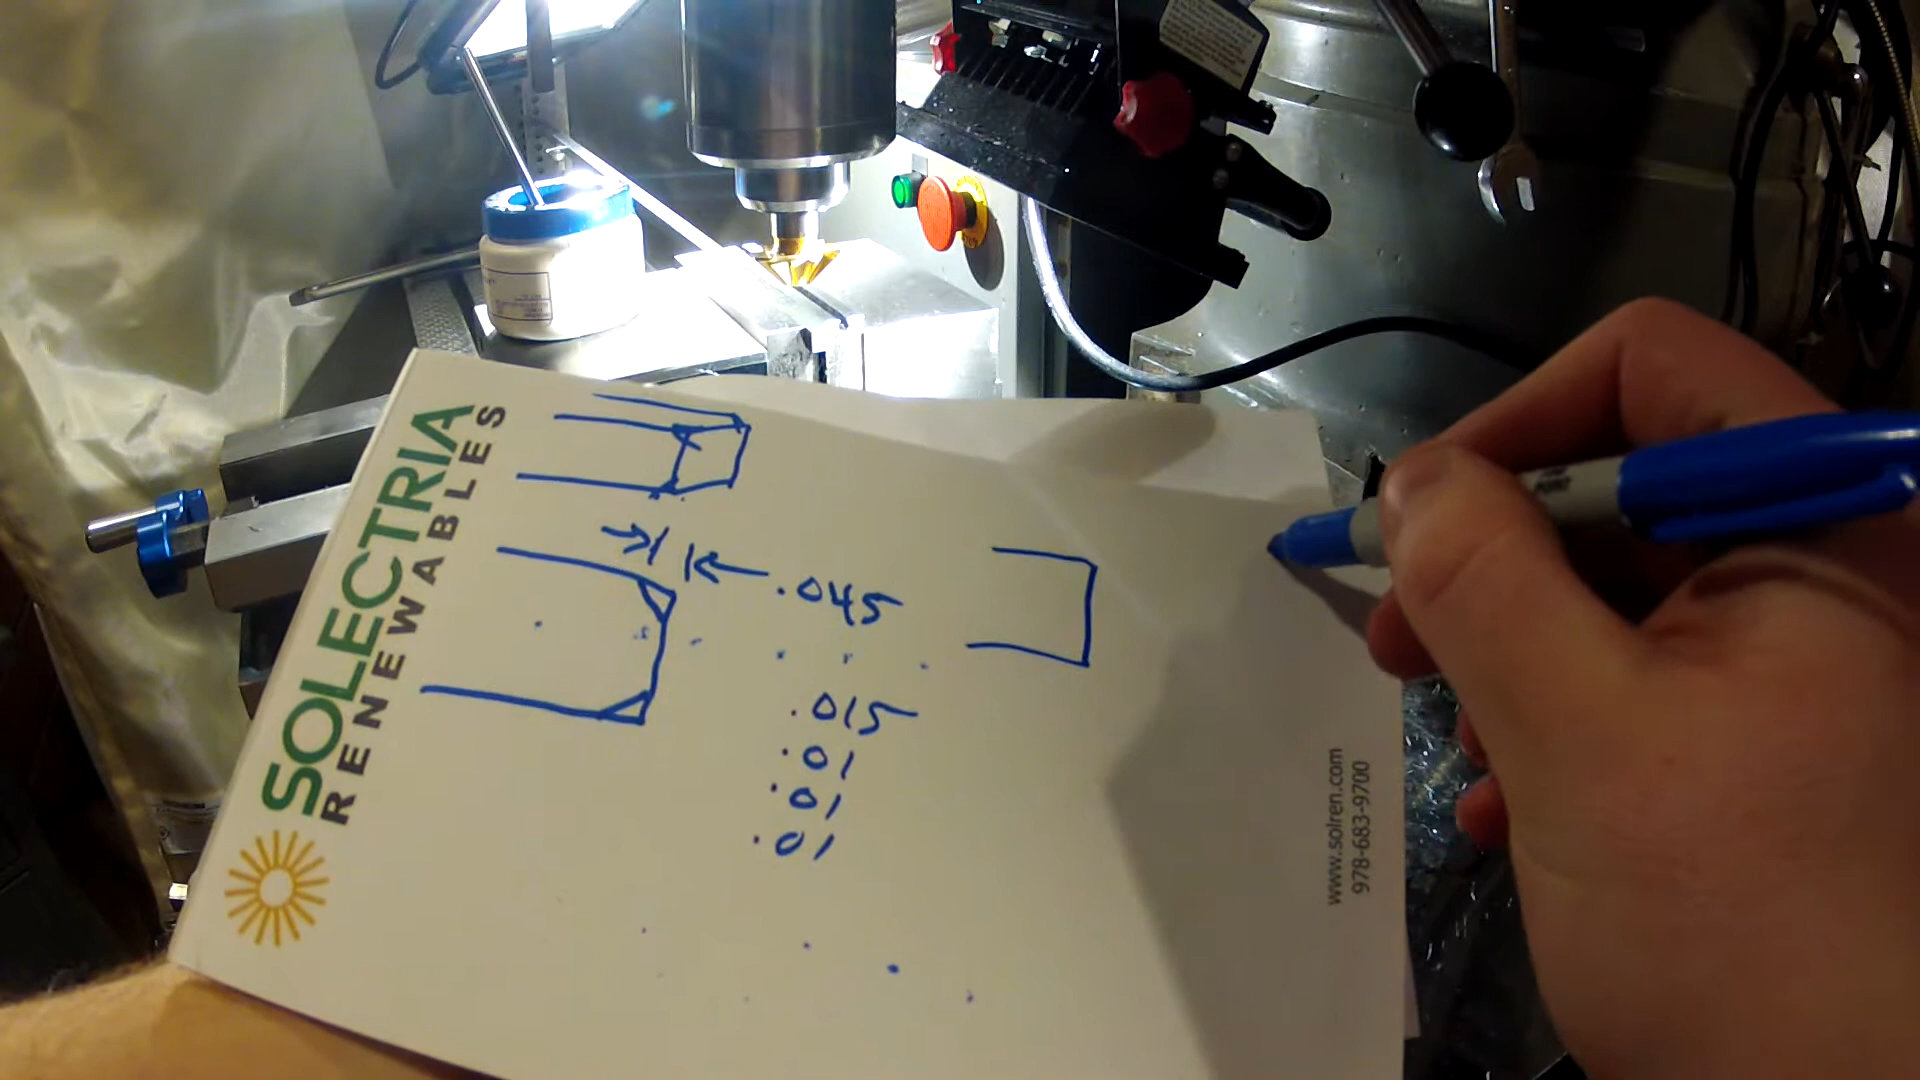 SOLECTRIA
RENEWABLES
.045
.015
.01
.01
.01
www.solren.com
978-683-9700